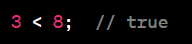 3 < 8;  // true